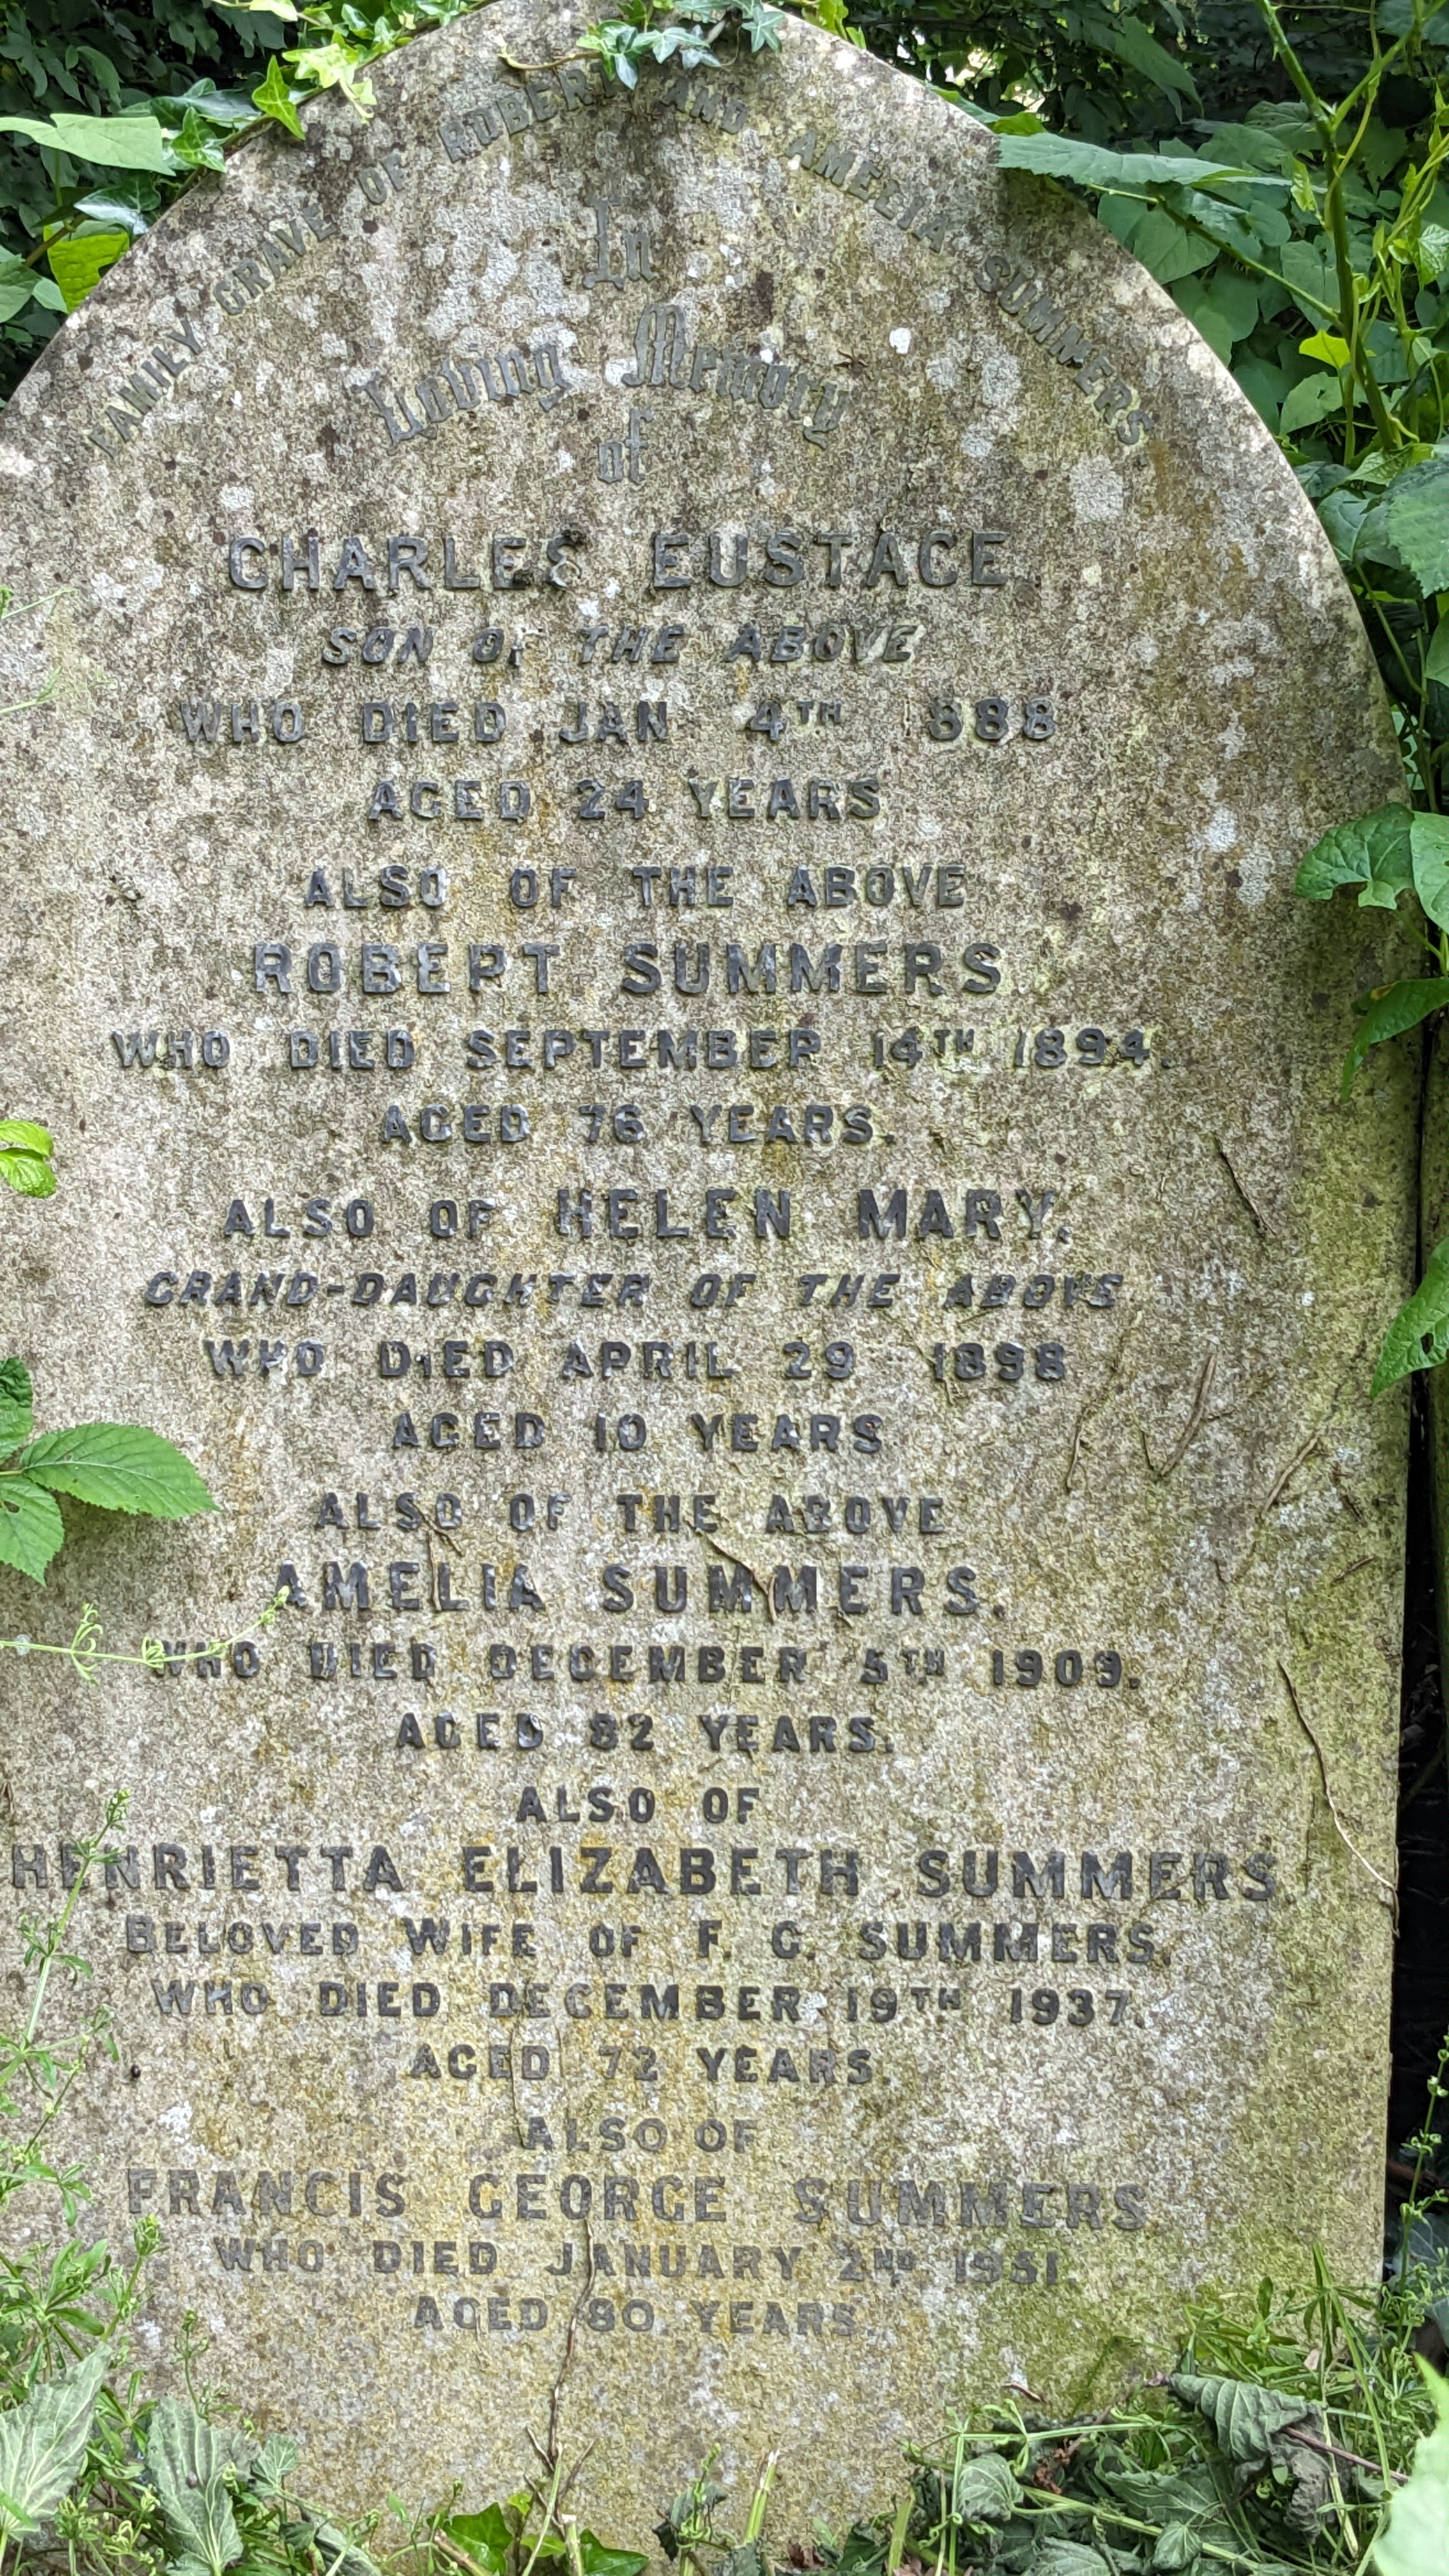 FAMILY GRAVE OF ROBERT AND AMELIA SUMMERS.
In
Loving Memory
of
CHARLES EUSTACE
SON OF THE ABOVE
WHO DIED JAN 4TH 888
AGED 24 YEARS
ALSO OF THE ABOVE
ROBERT SUMMERS
WHO DIED SEPTEMBER 14TH 1894.
AGED 76 YEARS.
ALSO OF HELEN MARY,
GRAND-DAUGHTER OF THE ABOVE
WHO DIED APRIL 29 1898
AGED 10 YEARS
ALSO OF THE ABOVE
AMELIA SUMMERS.
WHO DIED DECEMBER 5TH 1909.
AGED 82 YEARS.
ALSO OF
HENRIETTA ELIZABETH SUMMERS.
BELOVED WIFE OF F. G. SUMMERS.
WHO DIED DECEMBER 19TH 1937.
AGED 72 YEARS.
ALSO OF
FRANCIS GEORGE SUMMERS
WHO DIED JANUARY 2ND 1951.
AGED 80 YEARS.